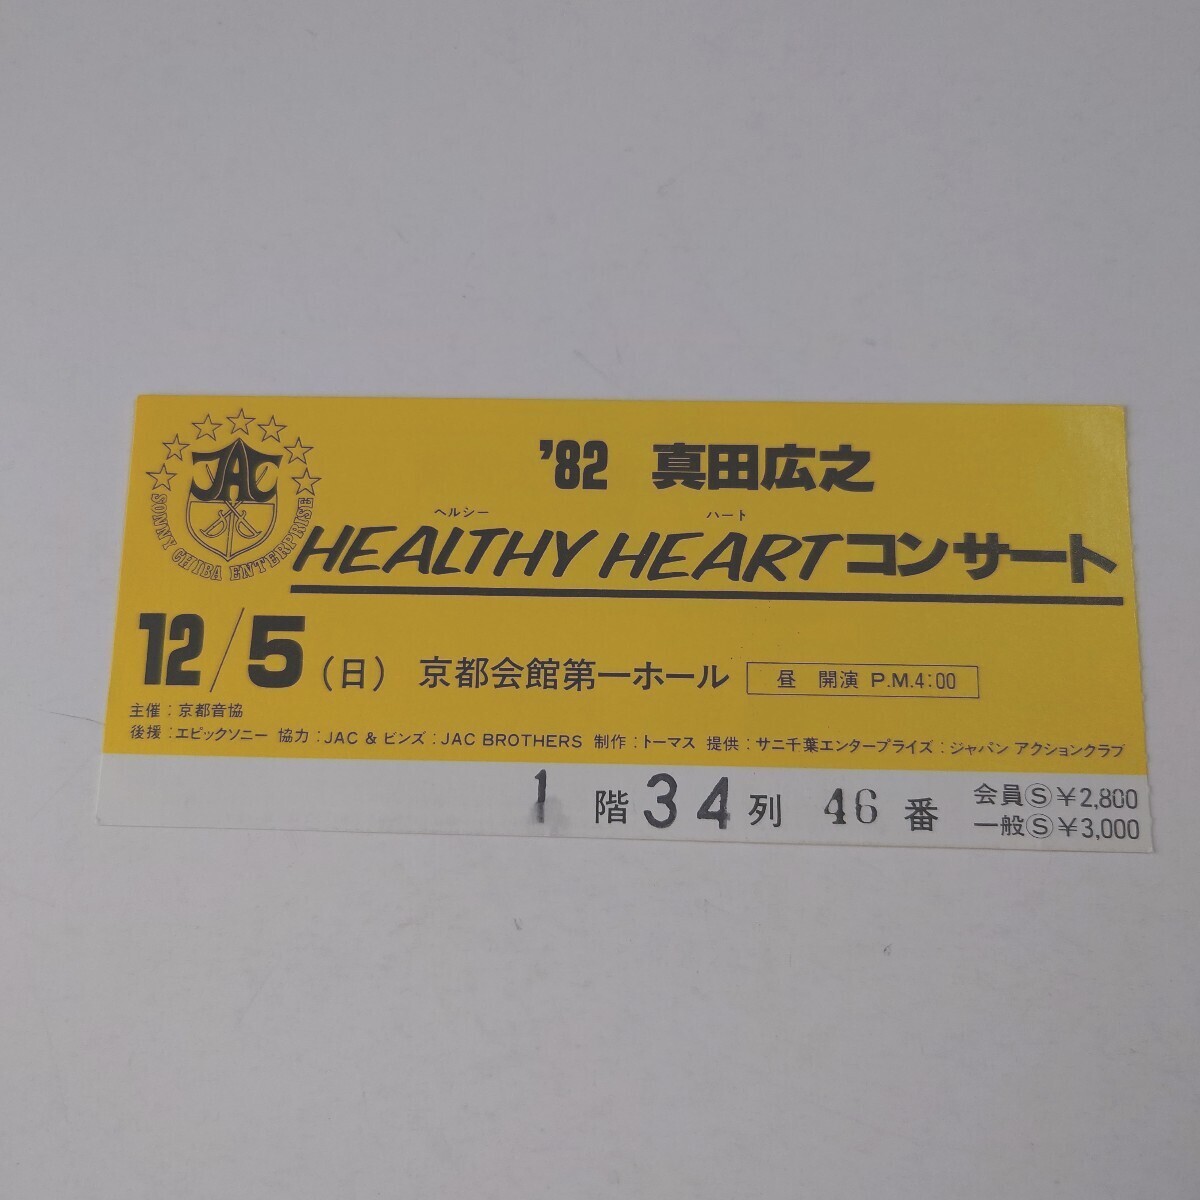 JAC
SONNY CHIBA ENTERPRISE
'82 真田広之
ヘルシー ハート
HEALTHY HEARTコンサート
12/5(日) 京都会館第一ホール 昼 開演 P.M.4:00
主催:京都音協
後援:エピックソニー 協力:JAC & ビンズ:JAC BROTHERS 制作:トーマス 提供:サニ千葉エンタープライズ:ジャパン アクションクラブ
1 階 34 列 46 番
会員Ⓢ¥2,800
一般Ⓢ¥3,000